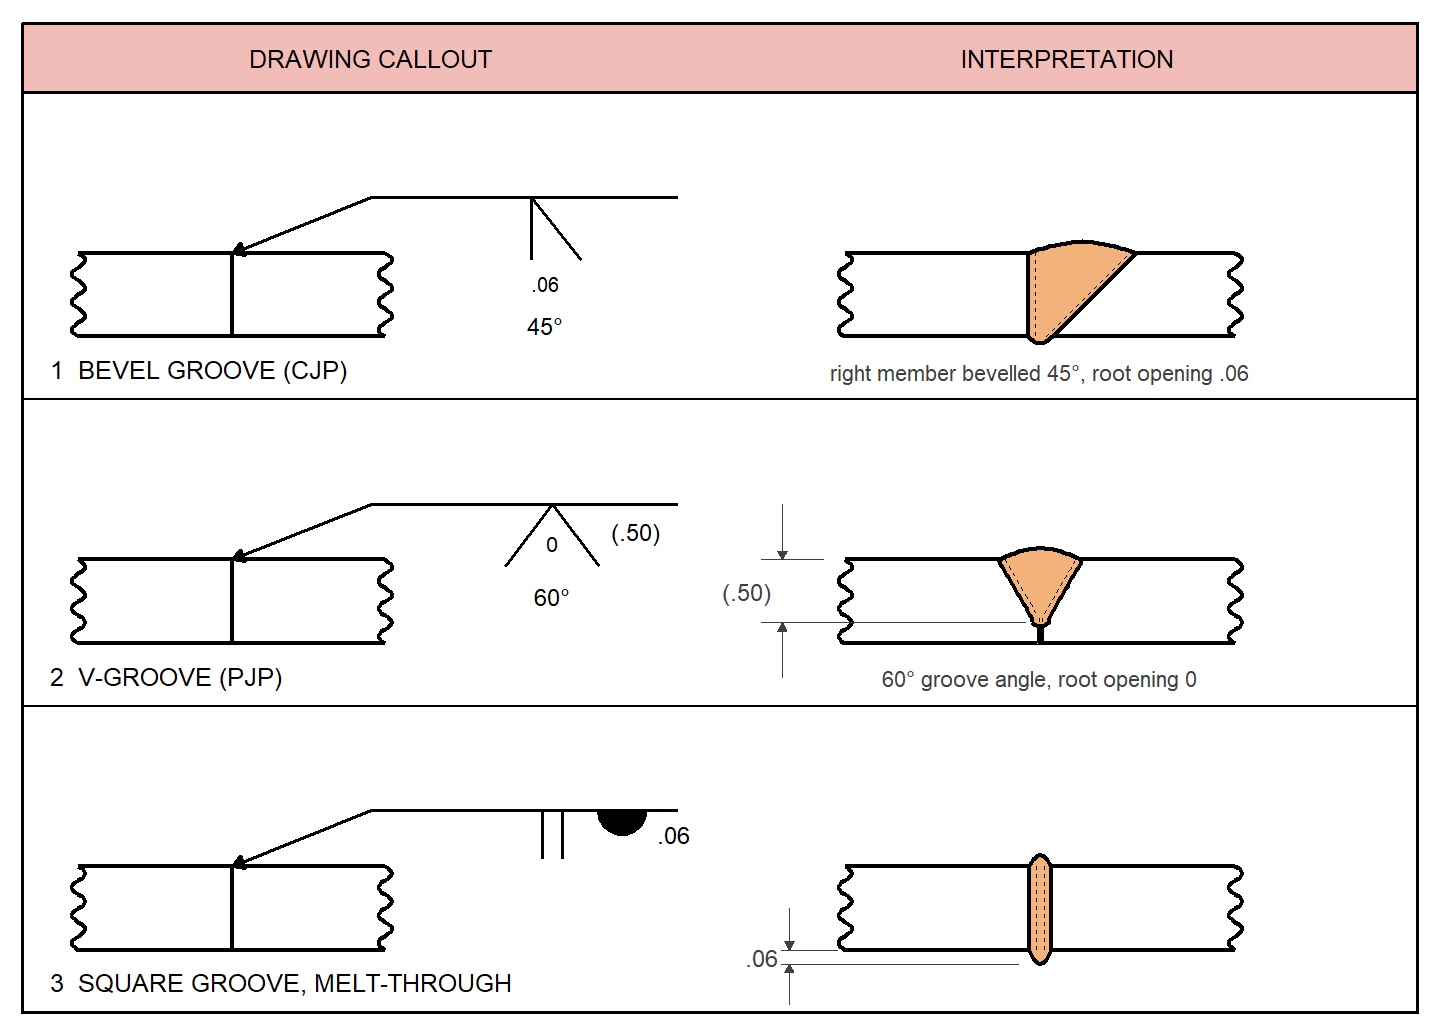 DRAWING CALLOUT
INTERPRETATION
.06
45°
1 BEVEL GROOVE (CJP)
right member bevelled 45°, root opening .06
0
(.50)
60°
2 V-GROOVE (PJP)
(.50)
60° groove angle, root opening 0
.06
3 SQUARE GROOVE, MELT-THROUGH
.06